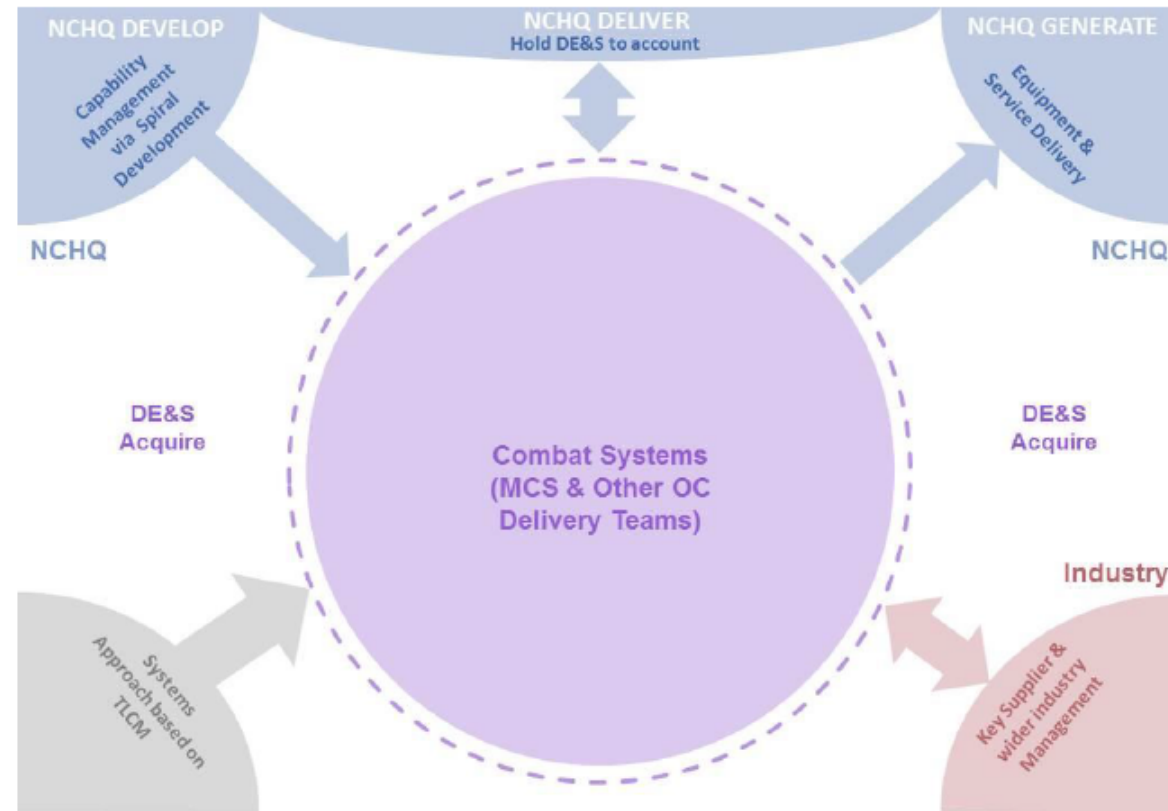 NCHQ DEVELOP
Capability
Management
via Spiral
Development
NCHQ
NCHQ DELIVER
Hold DE&S to account
NCHQ GENERATE
Equipment &
Service Delivery
NCHQ
DE&S
Acquire
Combat Systems
(MCS & Other OC
Delivery Teams)
DE&S
Acquire
Systems
Approach based on
TLCM
Industry
Key Supplier &
wider industry
Management